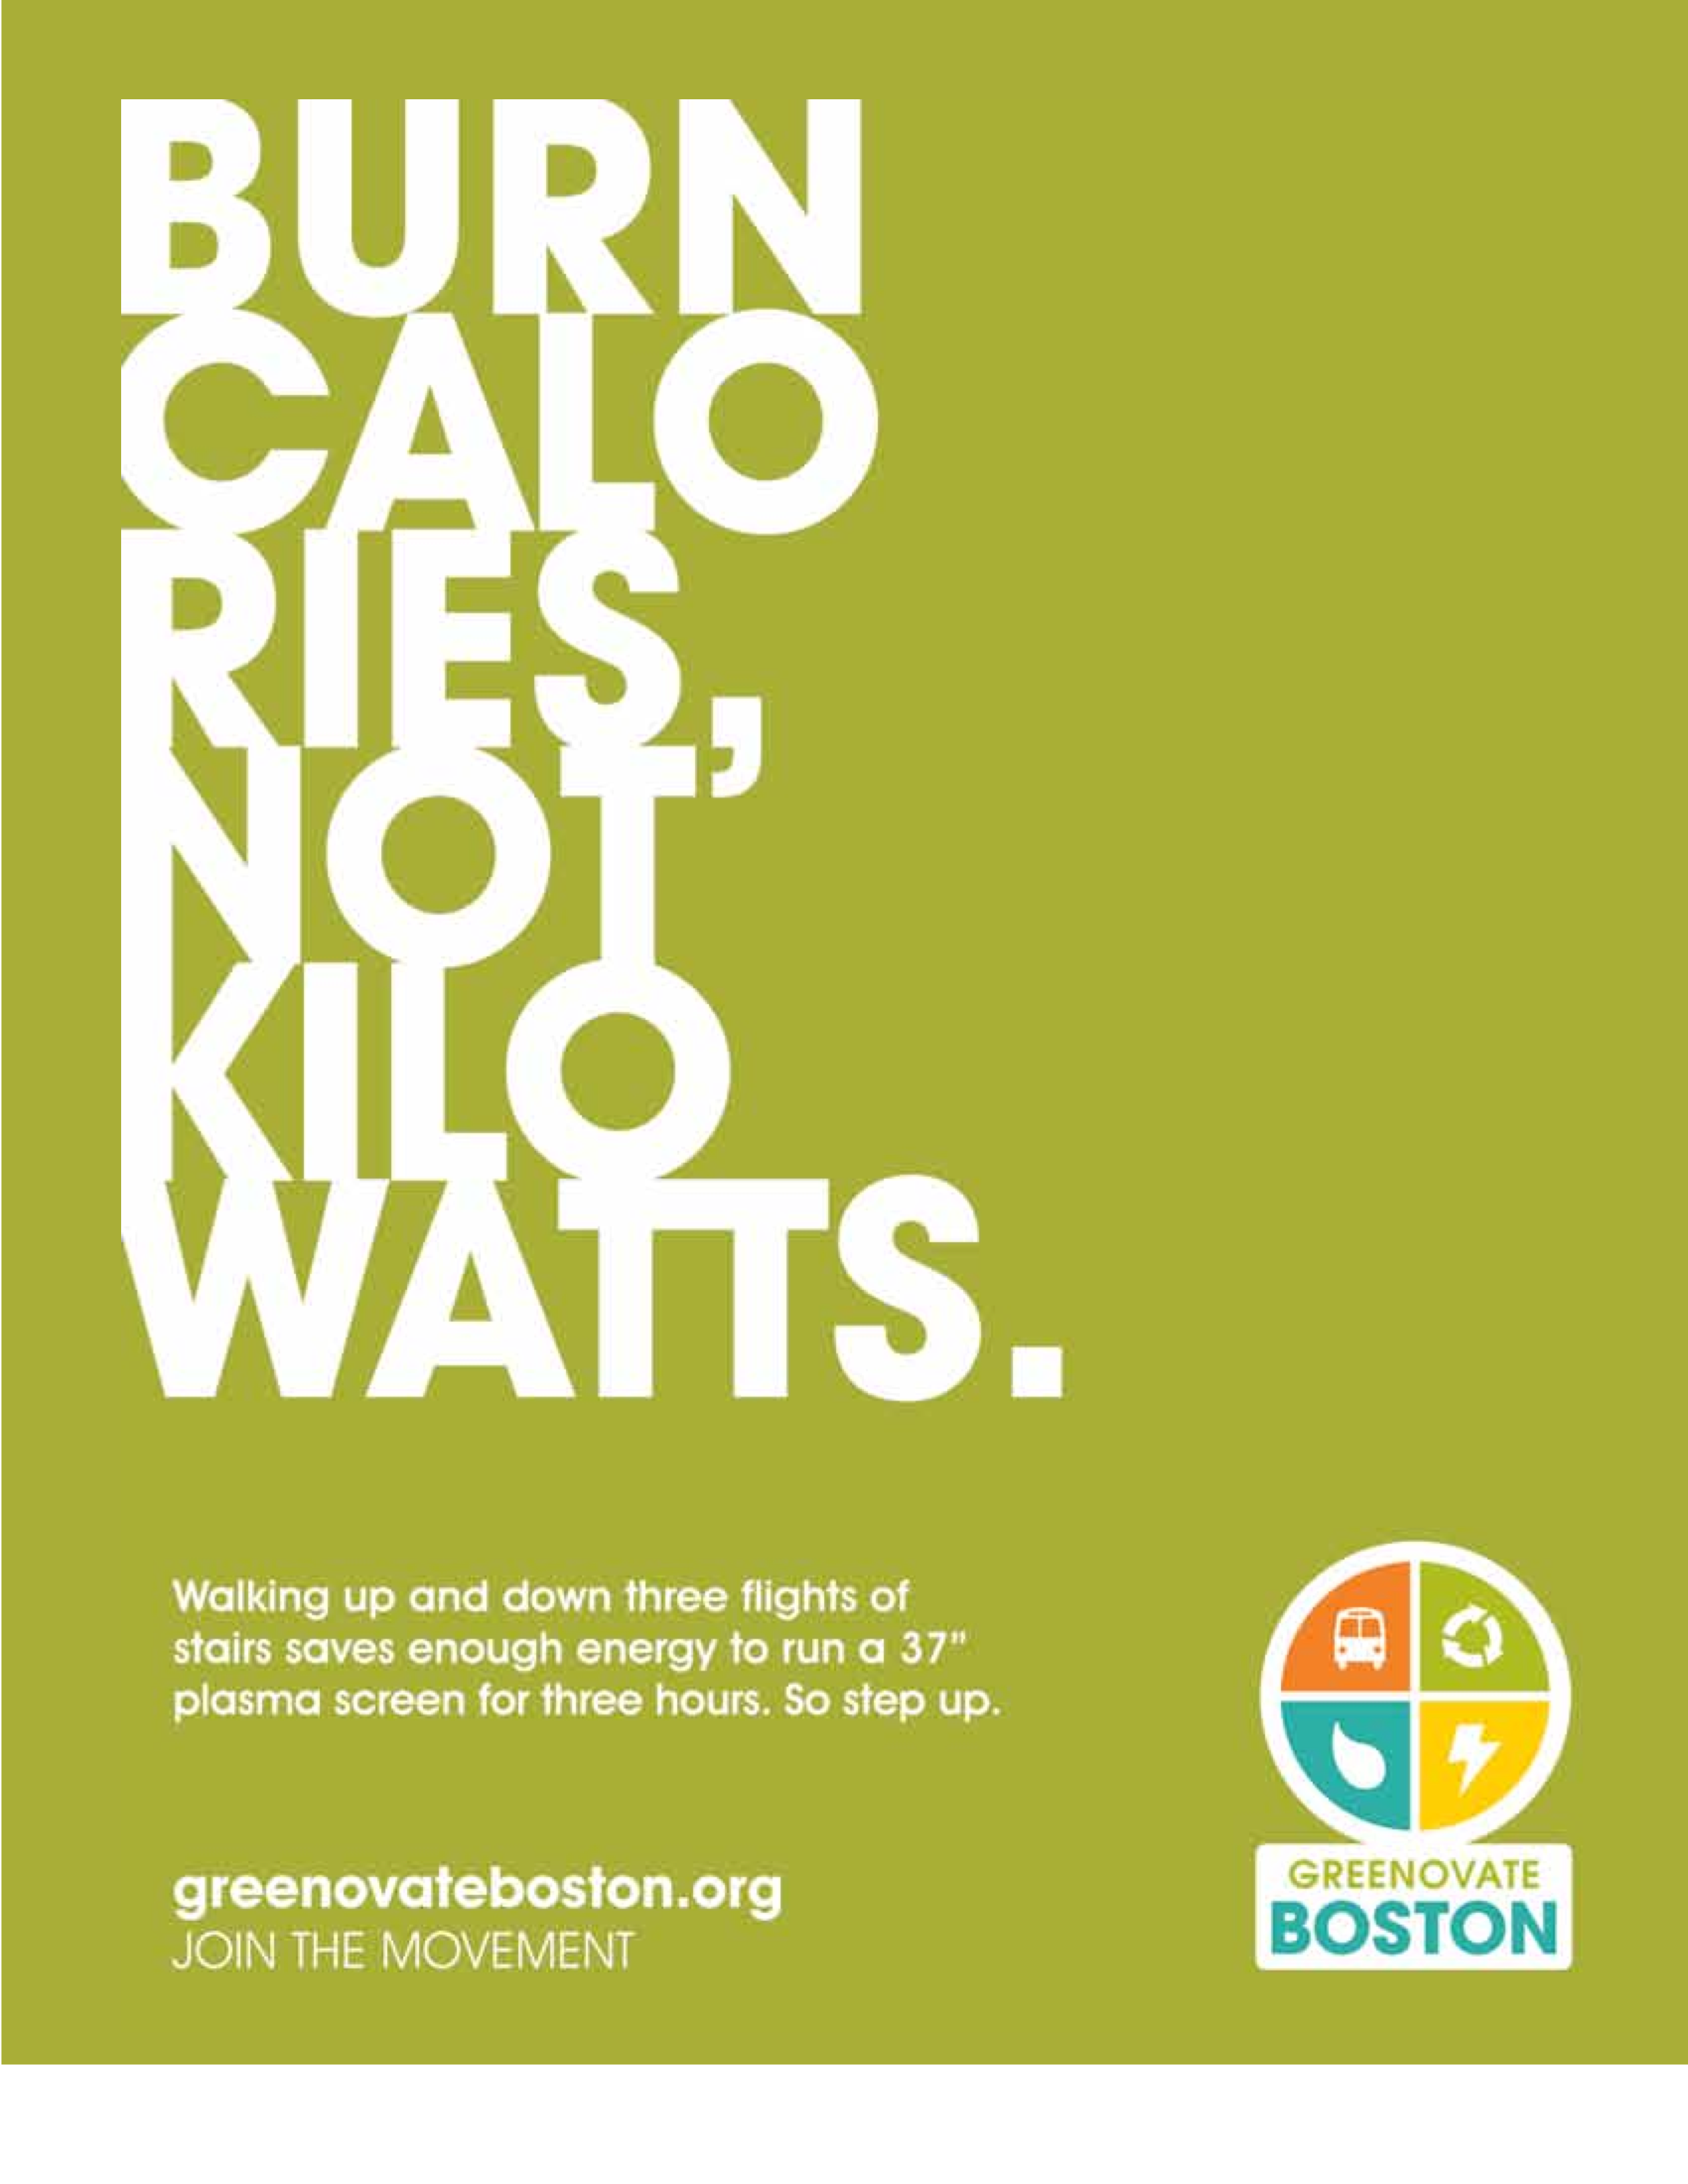 BURN
CALO
RIES,
NOT
KILO
WATTS.
Walking up and down three flights of
stairs saves enough energy to run a 37"
plasma screen for three hours. So step up.
greenovateboston.org
JOIN THE MOVEMENT
GREENOVATE
BOSTON